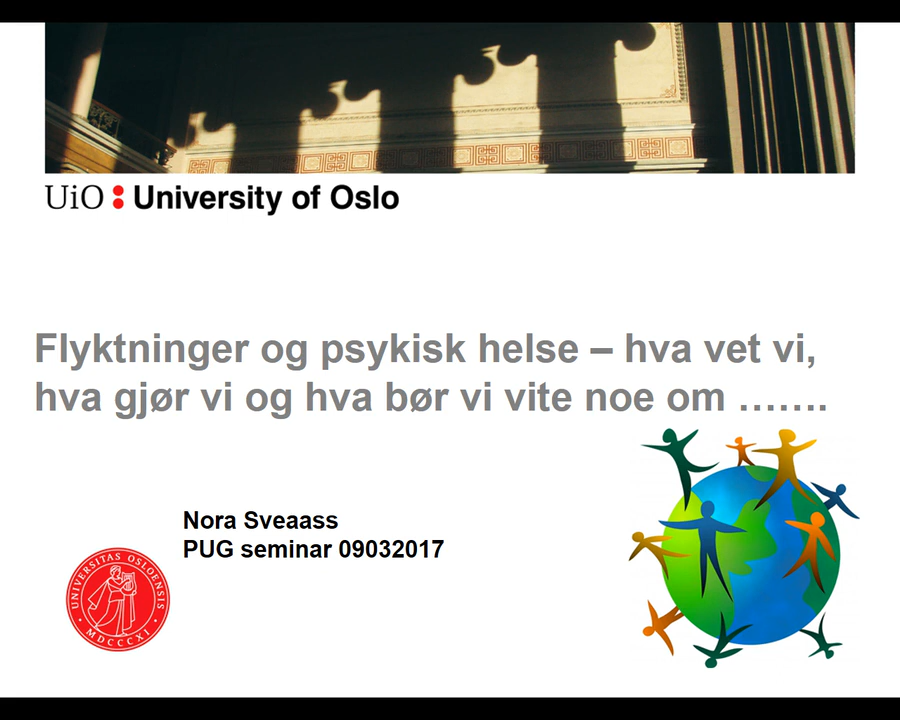 UiO : University of Oslo
Flyktninger og psykisk helse – hva vet vi,
hva gjør vi og hva bør vi vite noe om …….
Nora Sveaass
PUG seminar 09032017
UNIVERSITAS OSLOENSIS
MDCCCXI